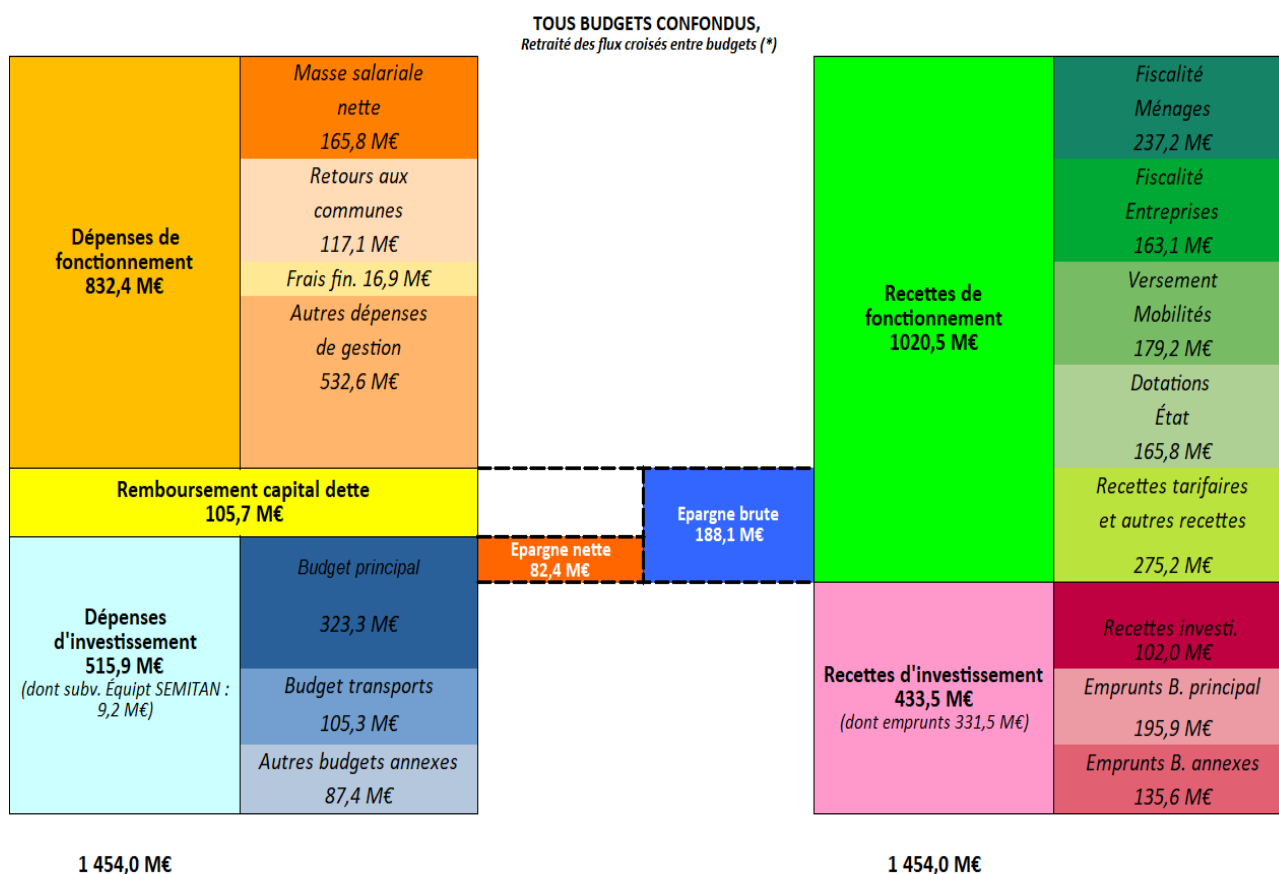 TOUS BUDGETS CONFONDUS,
Retraité des flux croisés entre budgets (*)
Dépenses de
fonctionnement
832,4 M€
Masse salariale
nette
165,8 M€
Retours aux
communes
117,1 M€
Frais fin. 16,9 M€
Autres dépenses
de gestion
532,6 M€
Remboursement capital dette
105,7 M€
Dépenses
d'investissement
515,9 M€
(dont subv. Équipt SEMITAN :
9,2 M€)
Budget principal
323,3 M€
Budget transports
105,3 M€
Autres budgets annexes
87,4 M€
1 454,0 M€
Epargne nette
82,4 M€
Epargne brute
188,1 M€
Recettes de
fonctionnement
1020,5 M€
Fiscalité
Ménages
237,2 M€
Fiscalité
Entreprises
163,1 M€
Versement
Mobilités
179,2 M€
Dotations
État
165,8 M€
Recettes tarifaires
et autres recettes
275,2 M€
Recettes d'investissement
433,5 M€
(dont emprunts 331,5 M€)
Recettes investi.
102,0 M€
Emprunts B. principal
195,9 M€
Emprunts B. annexes
135,6 M€
1 454,0 M€